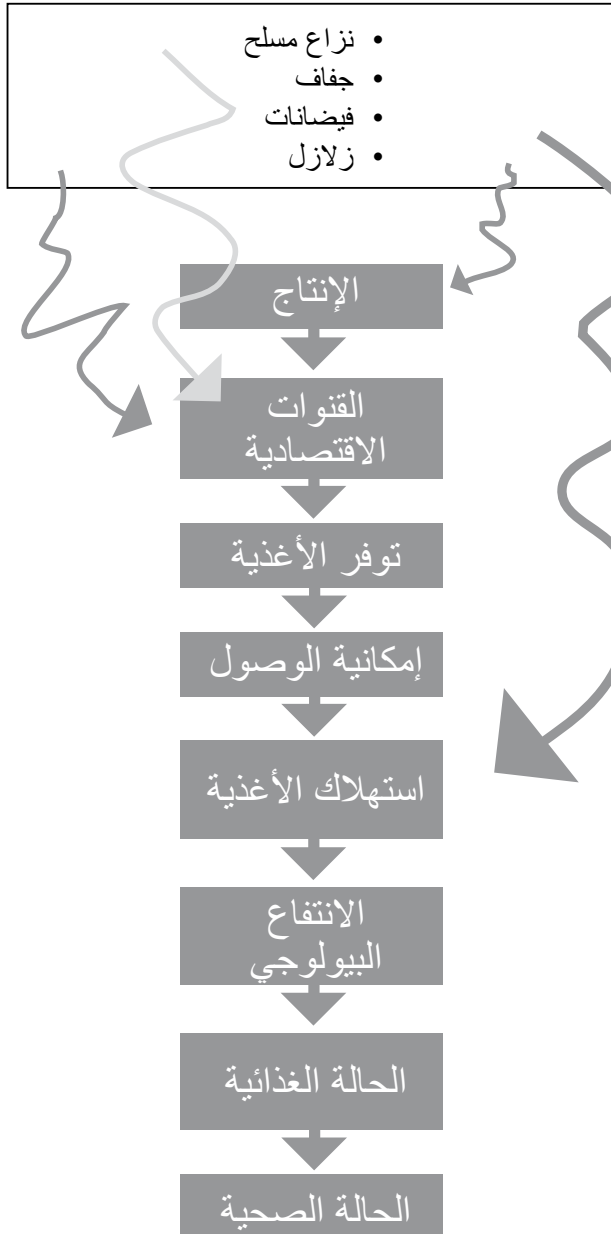 • نزاع مسلح
• جفاف
• فيضانات
• زلازل
الإنتاج
القنوات
الاقتصادية
توفر الأغذية
إمكانية الوصول
استهلاك الأغذية
الانتفاع
البيولوجي
الحالة الغذائية
الحالة الصحية